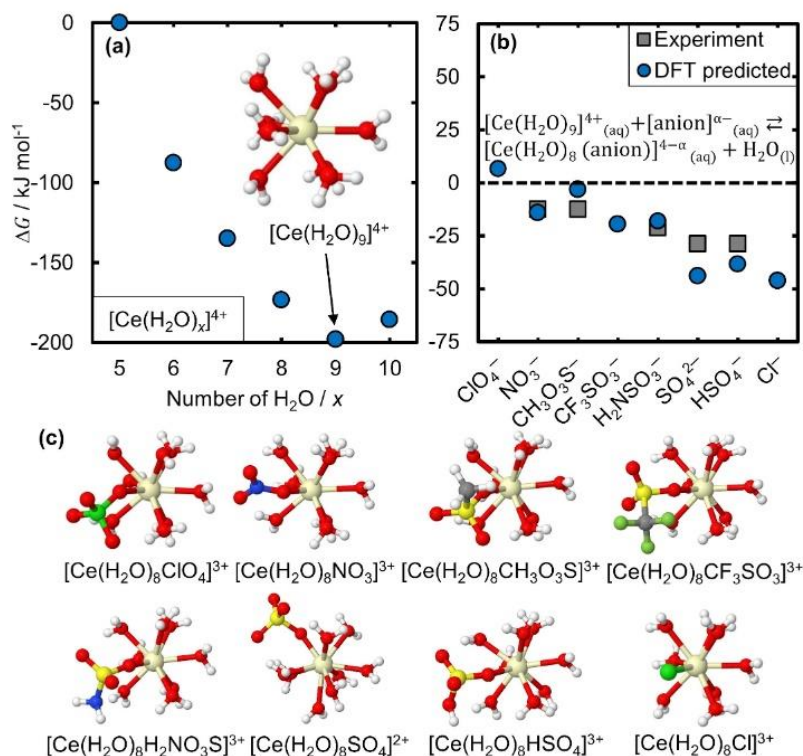 (a)
0
-50
-100
-150
-200
ΔG / kJ mol⁻¹
[Ce(H₂O)₉]⁴⁺
[Ce(H₂O)ₓ]⁴⁺
5 6 7 8 9 10
Number of H₂O / x
(b)
Experiment
DFT predicted
75
50
25
0
-25
-50
-75
[Ce(H₂O)₉]⁴⁺₍aq₎+[anion]α⁻₍aq₎ ⇄
[Ce(H₂O)₈ (anion)]⁴⁻α ₍aq₎ + H₂O₍l₎
ClO₄⁻
NO₃⁻
CH₃O₃S⁻
CF₃SO₃⁻
H₂NSO₃⁻
SO₄²⁻
HSO₄⁻
Cl⁻
(c)
[Ce(H₂O)₈ClO₄]³⁺ [Ce(H₂O)₈NO₃]³⁺ [Ce(H₂O)₈CH₃O₃S]³⁺ [Ce(H₂O)₈CF₃SO₃]³⁺
[Ce(H₂O)₈H₂NO₃S]³⁺ [Ce(H₂O)₈SO₄]²⁺ [Ce(H₂O)₈HSO₄]³⁺ [Ce(H₂O)₈Cl]³⁺